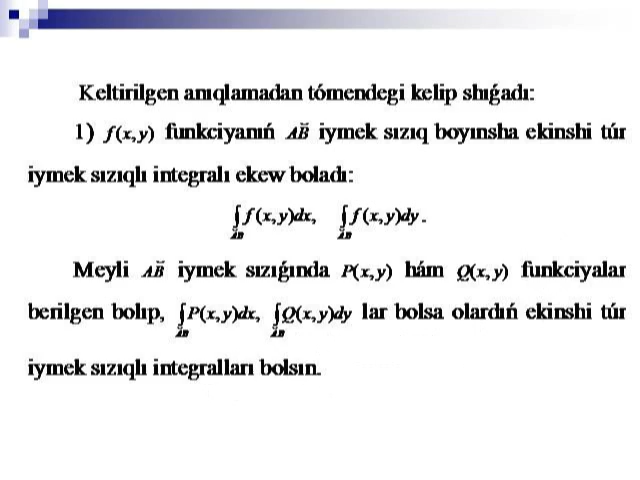 Keltirilgen anıqlamadan tómendegi kelip shıǵadı:
1) f(x,y) funkciyanıń AB̆ iymek sızıq boyınsha ekinshi túr
iymek sızıqlı integralı ekew boladı:
∫f(x,y)dx, ∫f(x,y)dy.
AB AB
Meyli AB̆ iymek sızıǵında P(x,y) hám Q(x,y) funkciyalar
berilgen bolıp, ∫P(x,y)dx, ∫Q(x,y)dy lar bolsa olardıń ekinshi túr
AB AB
iymek sızıqlı integralları bolsın.